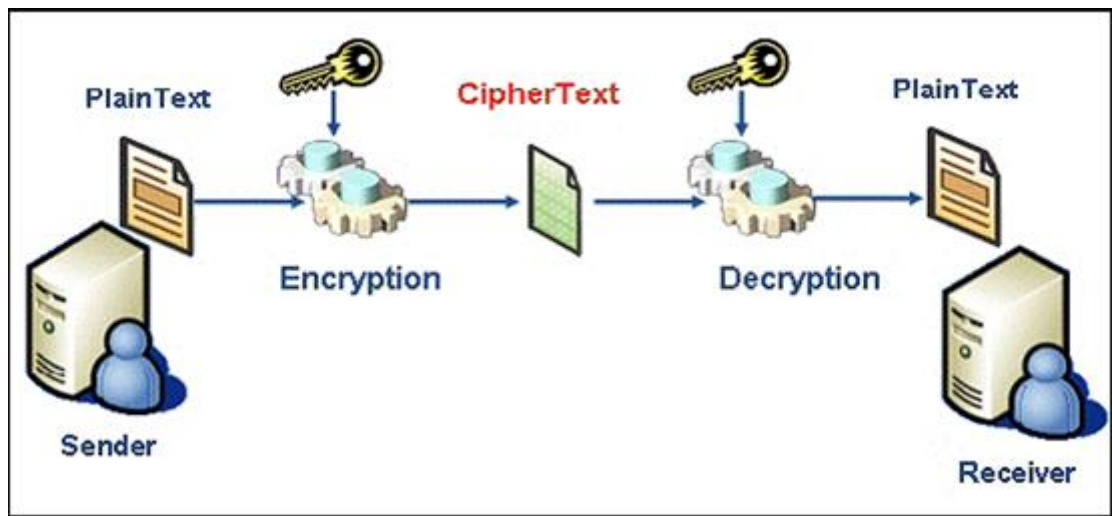 PlainText
CipherText
PlainText
Encryption
Decryption
Sender
Receiver